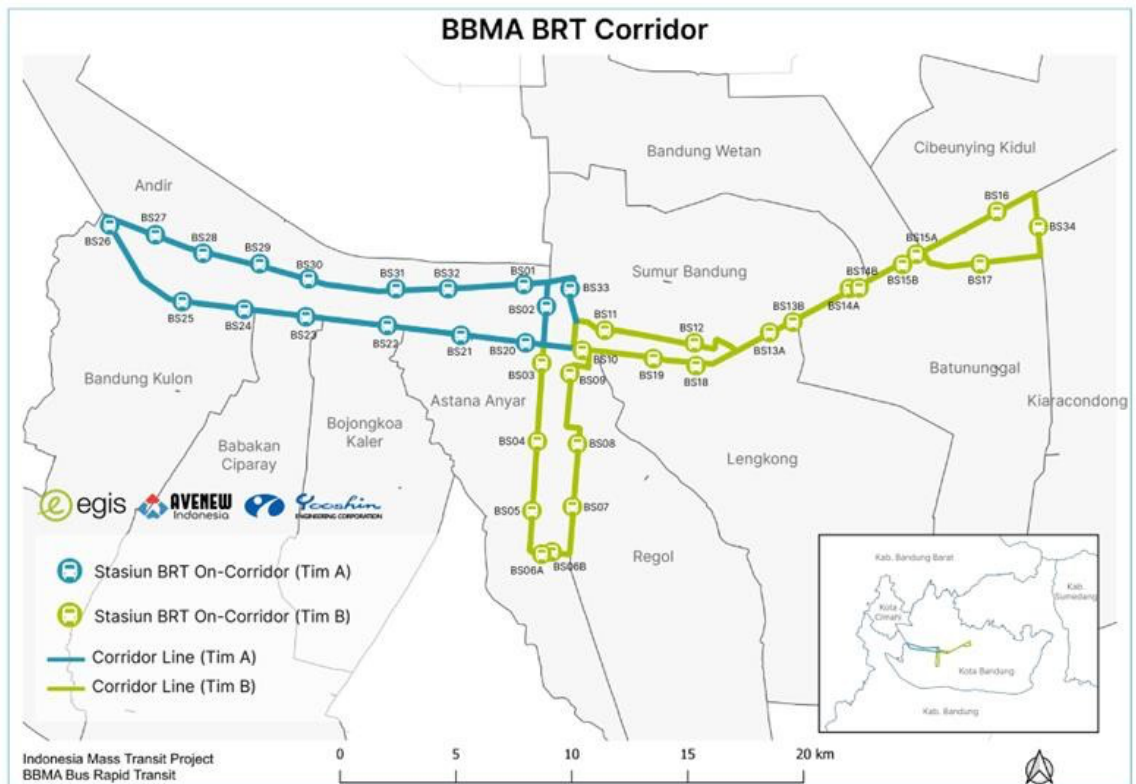 BBMA BRT Corridor
Bandung Wetan
Cibeunying Kidul
Andir
BS16
BS27
BS34
BS26
BS28
BS15A
BS29
BS30
BS31
BS32
BS01
Sumur Bandung
BS14B
BS15B
BS17
BS33
BS02
BS14A
BS13B
BS25
BS24
BS23
BS22
BS21
BS20
BS11
BS12
BS13A
BS10
BS19
BS18
BS03
BS09
Bandung Kulon
Astana Anyar
Batununggal
Kiaracondong
Babakan
Ciparay
Bojongkoa
Kaler
BS04
BS08
Lengkong
egis
AVENEW
Indonesia
Yooshin
ENGINEERING CORPORATION
BS05
BS07
BS06A
BS06B
Regol
Stasiun BRT On-Corridor (Tim A)
Stasiun BRT On-Corridor (Tim B)
Corridor Line (Tim A)
Corridor Line (Tim B)
Kab. Bandung Barat
Kab.
Sumedang
Kota
Cimahi
Kota Bandung
Kab. Bandung
Indonesia Mass Transit Project
BBMA Bus Rapid Transit
0 5 10 15 20 km